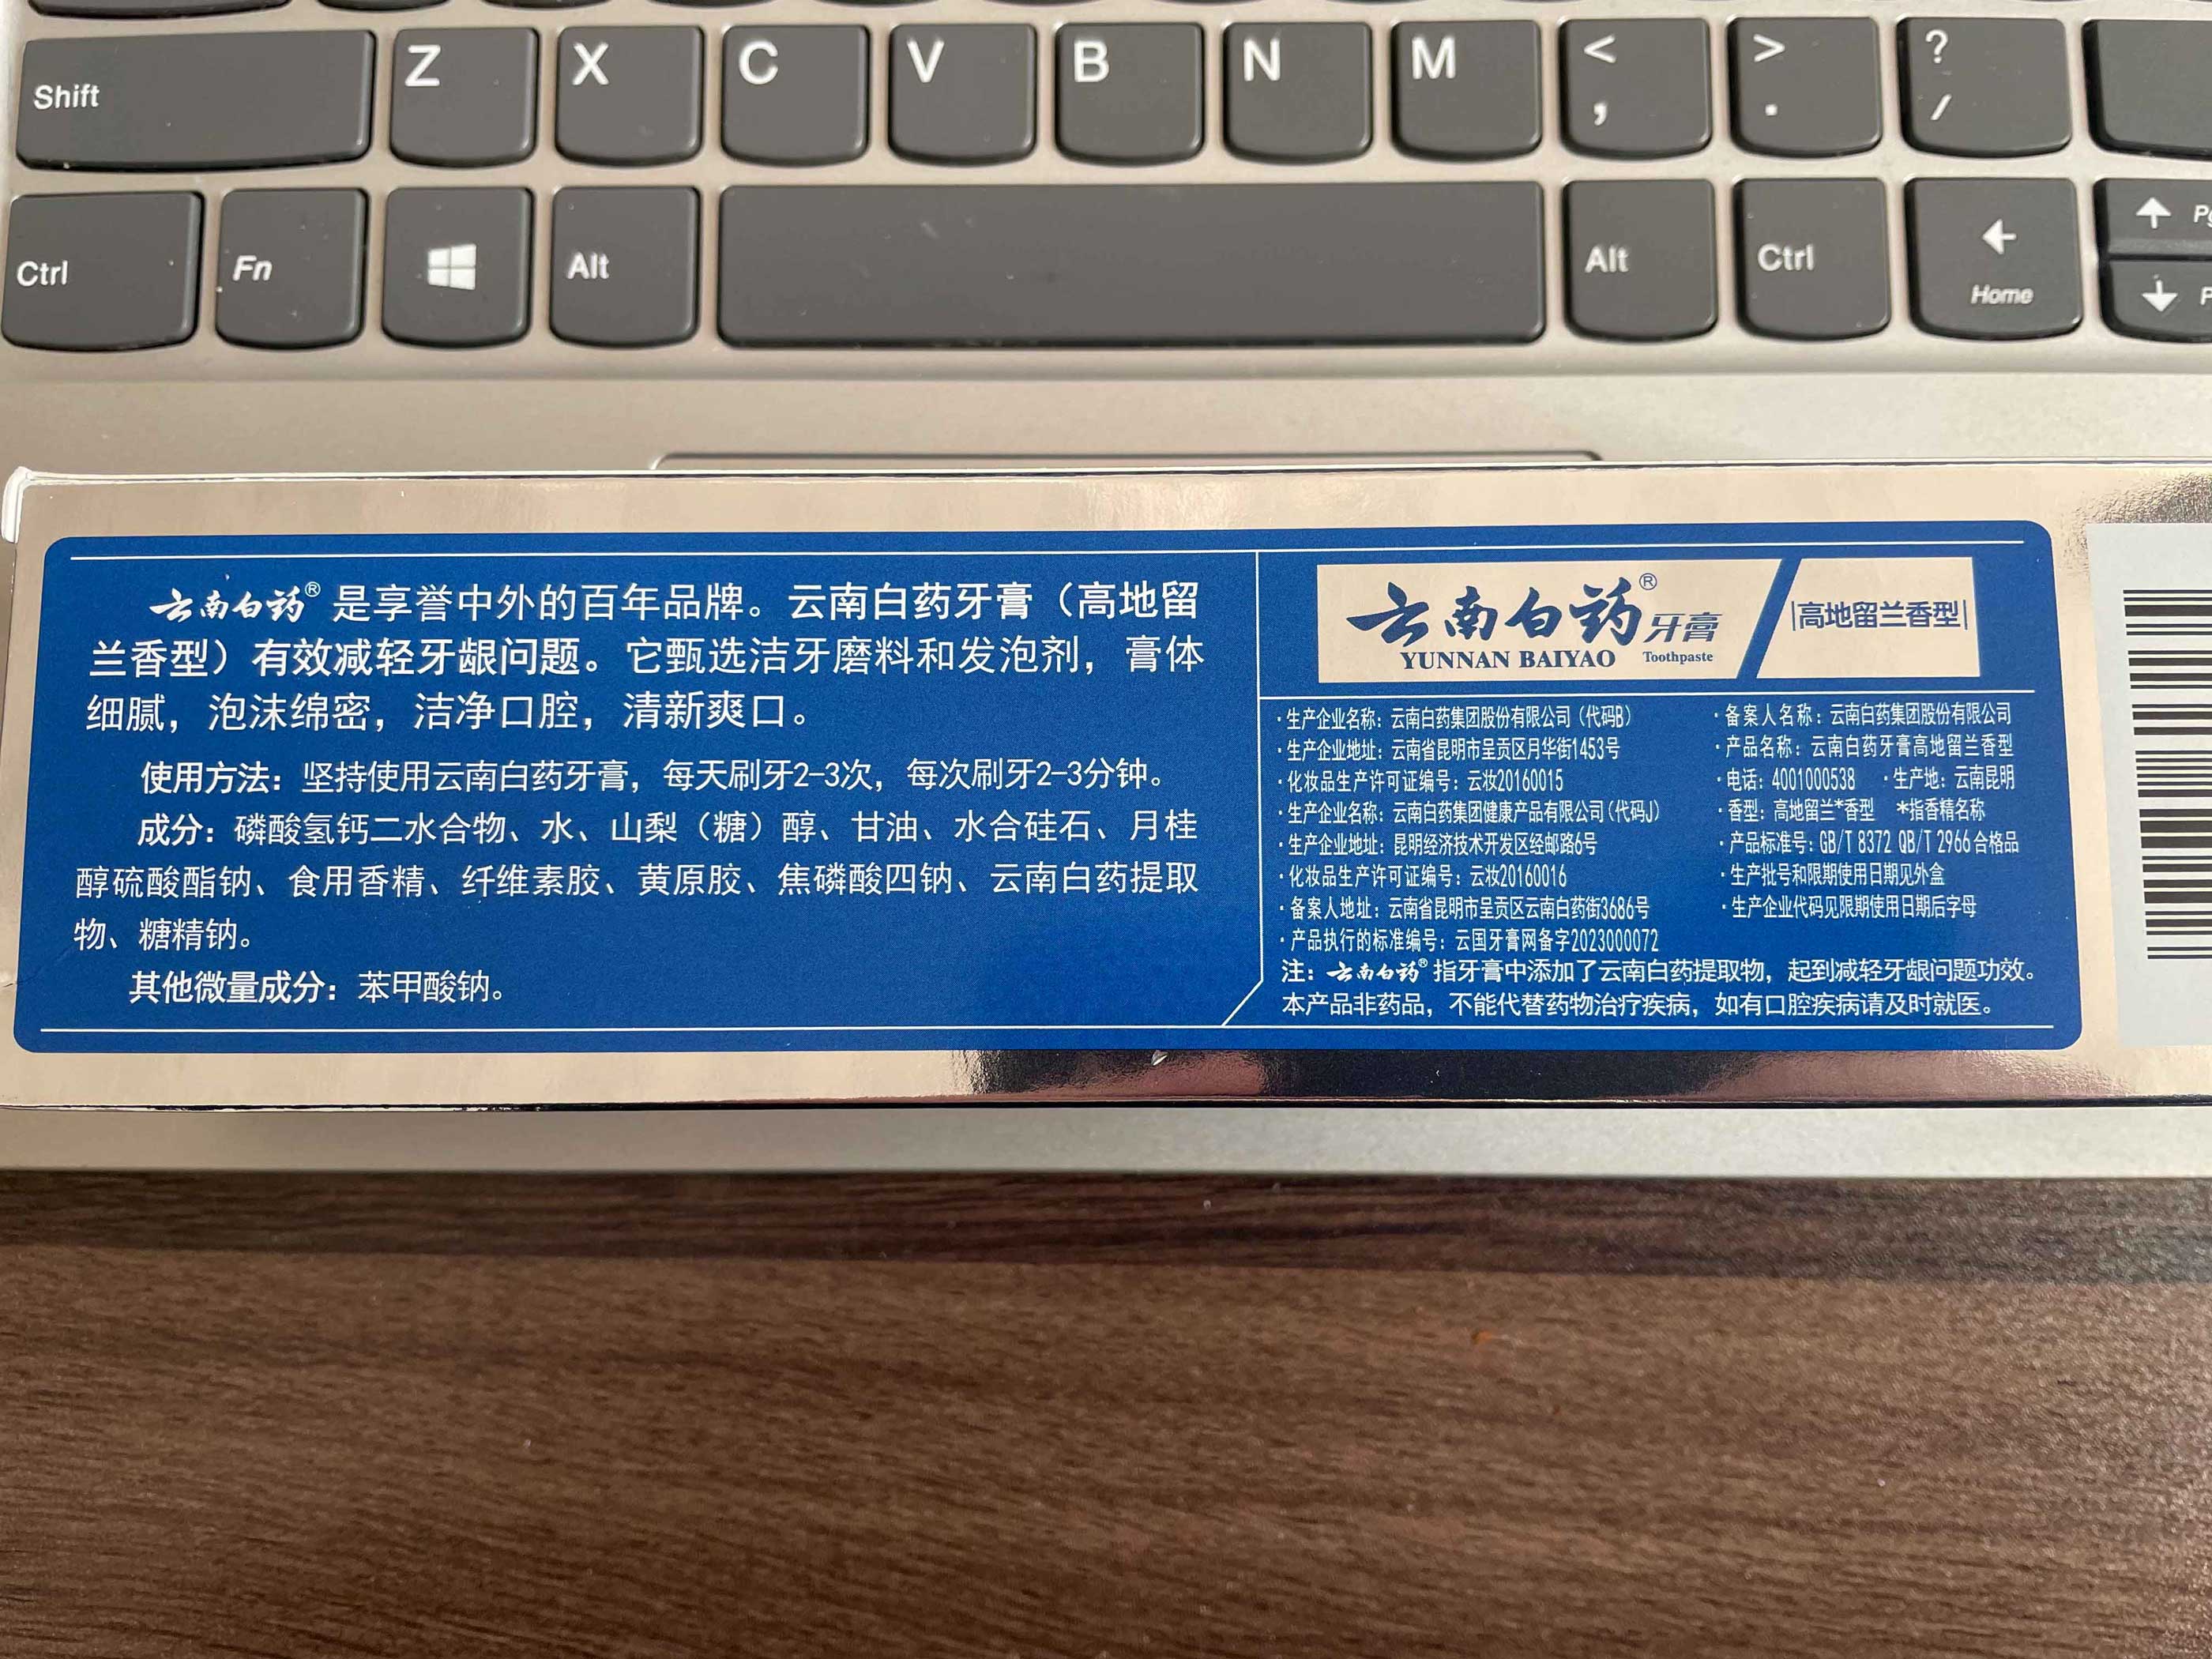 Shift Z X C V B N M < , > . ? /
Ctrl Fn Alt Alt Ctrl Home
云南白药® 是享誉中外的百年品牌。云南白药牙膏（高地留
兰香型）有效减轻牙龈问题。它甄选洁牙磨料和发泡剂，膏体
细腻，泡沫绵密，洁净口腔，清新爽口。
使用方法：坚持使用云南白药牙膏，每天刷牙2-3次，每次刷牙2-3分钟。
成分：磷酸氢钙二水合物、水、山梨（糖）醇、甘油、水合硅石、月桂
醇硫酸酯钠、食用香精、纤维素胶、黄原胶、焦磷酸四钠、云南白药提取
物、糖精钠。
其他微量成分：苯甲酸钠。
云南白药®牙膏
YUNNAN BAIYAO Toothpaste
高地留兰香型
·生产企业名称：云南白药集团股份有限公司（代码B）
·生产企业地址：云南省昆明市呈贡区月华街1453号
·化妆品生产许可证编号：云妆20160015
·生产企业名称：云南白药集团健康产品有限公司（代码J）
·生产企业地址：昆明经济技术开发区经邮路6号
·化妆品生产许可证编号：云妆20160016
·备案人地址：云南省昆明市呈贡区云南白药街3686号
·产品执行的标准编号：云国牙膏网备字2023000072
·备案人名称：云南白药集团股份有限公司
·产品名称：云南白药牙膏高地留兰香型
·电话：4001000538 ·生产地：云南昆明
·香型：高地留兰*香型 *指香精名称
·产品标准号：GB/T 8372 QB/T 2966合格品
·生产批号和限期使用日期见外盒
·生产企业代码见限期使用日期后字母
注：云南白药®指牙膏中添加了云南白药提取物，起到减轻牙龈问题功效。
本产品非药品，不能代替药物治疗疾病，如有口腔疾病请及时就医。